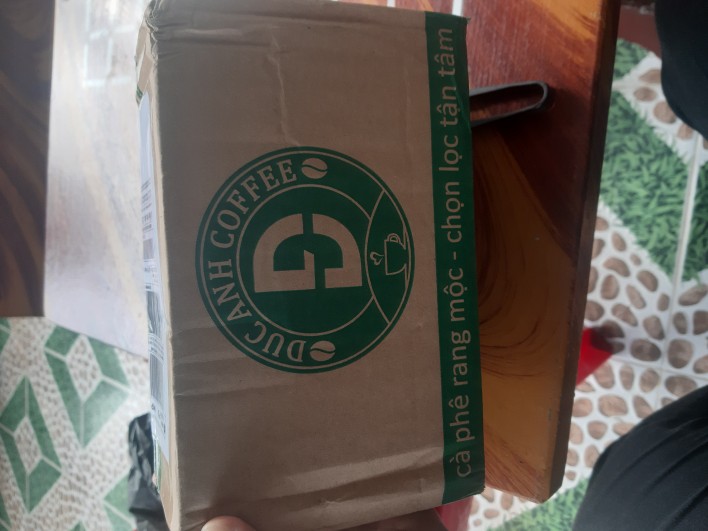 DUC ANH COFFEE
cà phê rang mộc - chọn lọc tận tâm